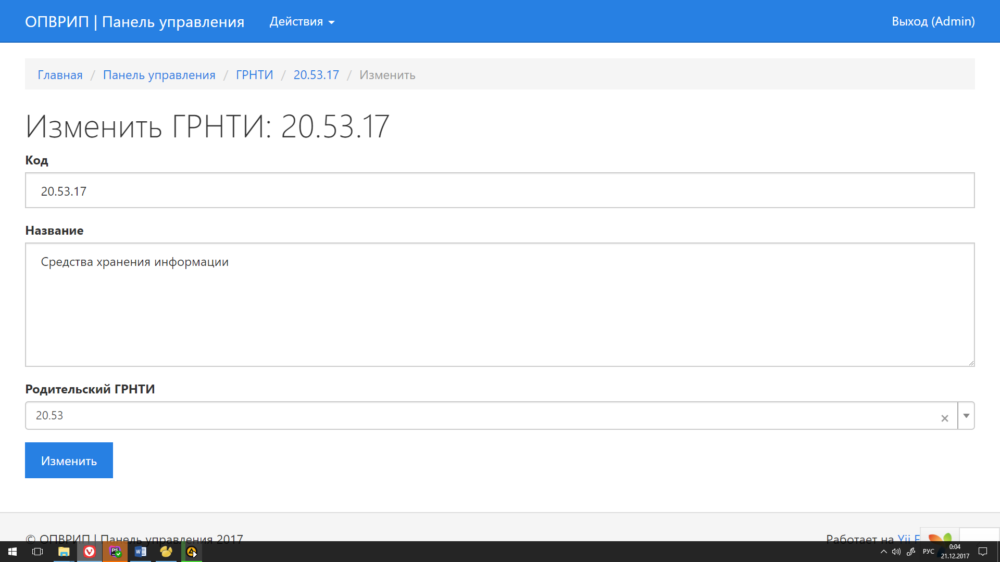 ОПВРИП | Панель управления Действия Выход (Admin)
Главная / Панель управления / ГРНТИ / 20.53.17 / Изменить
Изменить ГРНТИ: 20.53.17
Код
20.53.17
Название
Средства хранения информации
Родительский ГРНТИ
20.53
Изменить
© ОПВРИП | Панель управления 2017 Работает на Yii
РУС 0:04
21.12.2017